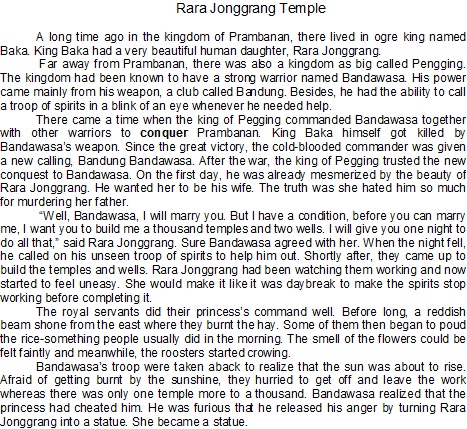 Rara Jonggrang Temple
A long time ago in the kingdom of Prambanan, there lived in ogre king named
Baka. King Baka had a very beautiful human daughter, Rara Jonggrang.
Far away from Prambanan, there was also a kingdom as big called Pengging.
The kingdom had been known to have a strong warrior named Bandawasa. His power
came mainly from his weapon, a club called Bandung. Besides, he had the ability to call
a troop of spirits in a blink of an eye whenever he needed help.
There came a time when the king of Pegging commanded Bandawasa together
with other warriors to conquer Prambanan. King Baka himself got killed by
Bandawasa's weapon. Since the great victory, the cold-blooded commander was given
a new calling, Bandung Bandawasa. After the war, the king of Pegging trusted the new
conquest to Bandawasa. On the first day, he was already mesmerized by the beauty of
Rara Jonggrang. He wanted her to be his wife. The truth was she hated him so much
for murdering her father.
“Well, Bandawasa, I will marry you. But I have a condition, before you can marry
me, I want you to build me a thousand temples and two wells. I will give you one night to
do all that,” said Rara Jonggrang. Sure Bandawasa agreed with her. When the night fell,
he called on his unseen troop of spirits to help him out. Shortly after, they came up to
build the temples and wells. Rara Jonggrang had been watching them working and now
started to feel uneasy. She would make it like it was daybreak to make the spirits stop
working before completing it.
The royal servants did their princess's command well. Before long, a reddish
beam shone from the east where they burnt the hay. Some of them then began to poud
the rice-something people usually did in the morning. The smell of the flowers could be
felt faintly and meanwhile, the roosters started crowing.
Bandawasa's troop were taken aback to realize that the sun was about to rise.
Afraid of getting burnt by the sunshine, they hurried to get off and leave the work
whereas there was only one temple more to a thousand. Bandawasa realized that the
princess had cheated him. He was furious that he released his anger by turning Rara
Jonggrang into a statue. She became a statue.